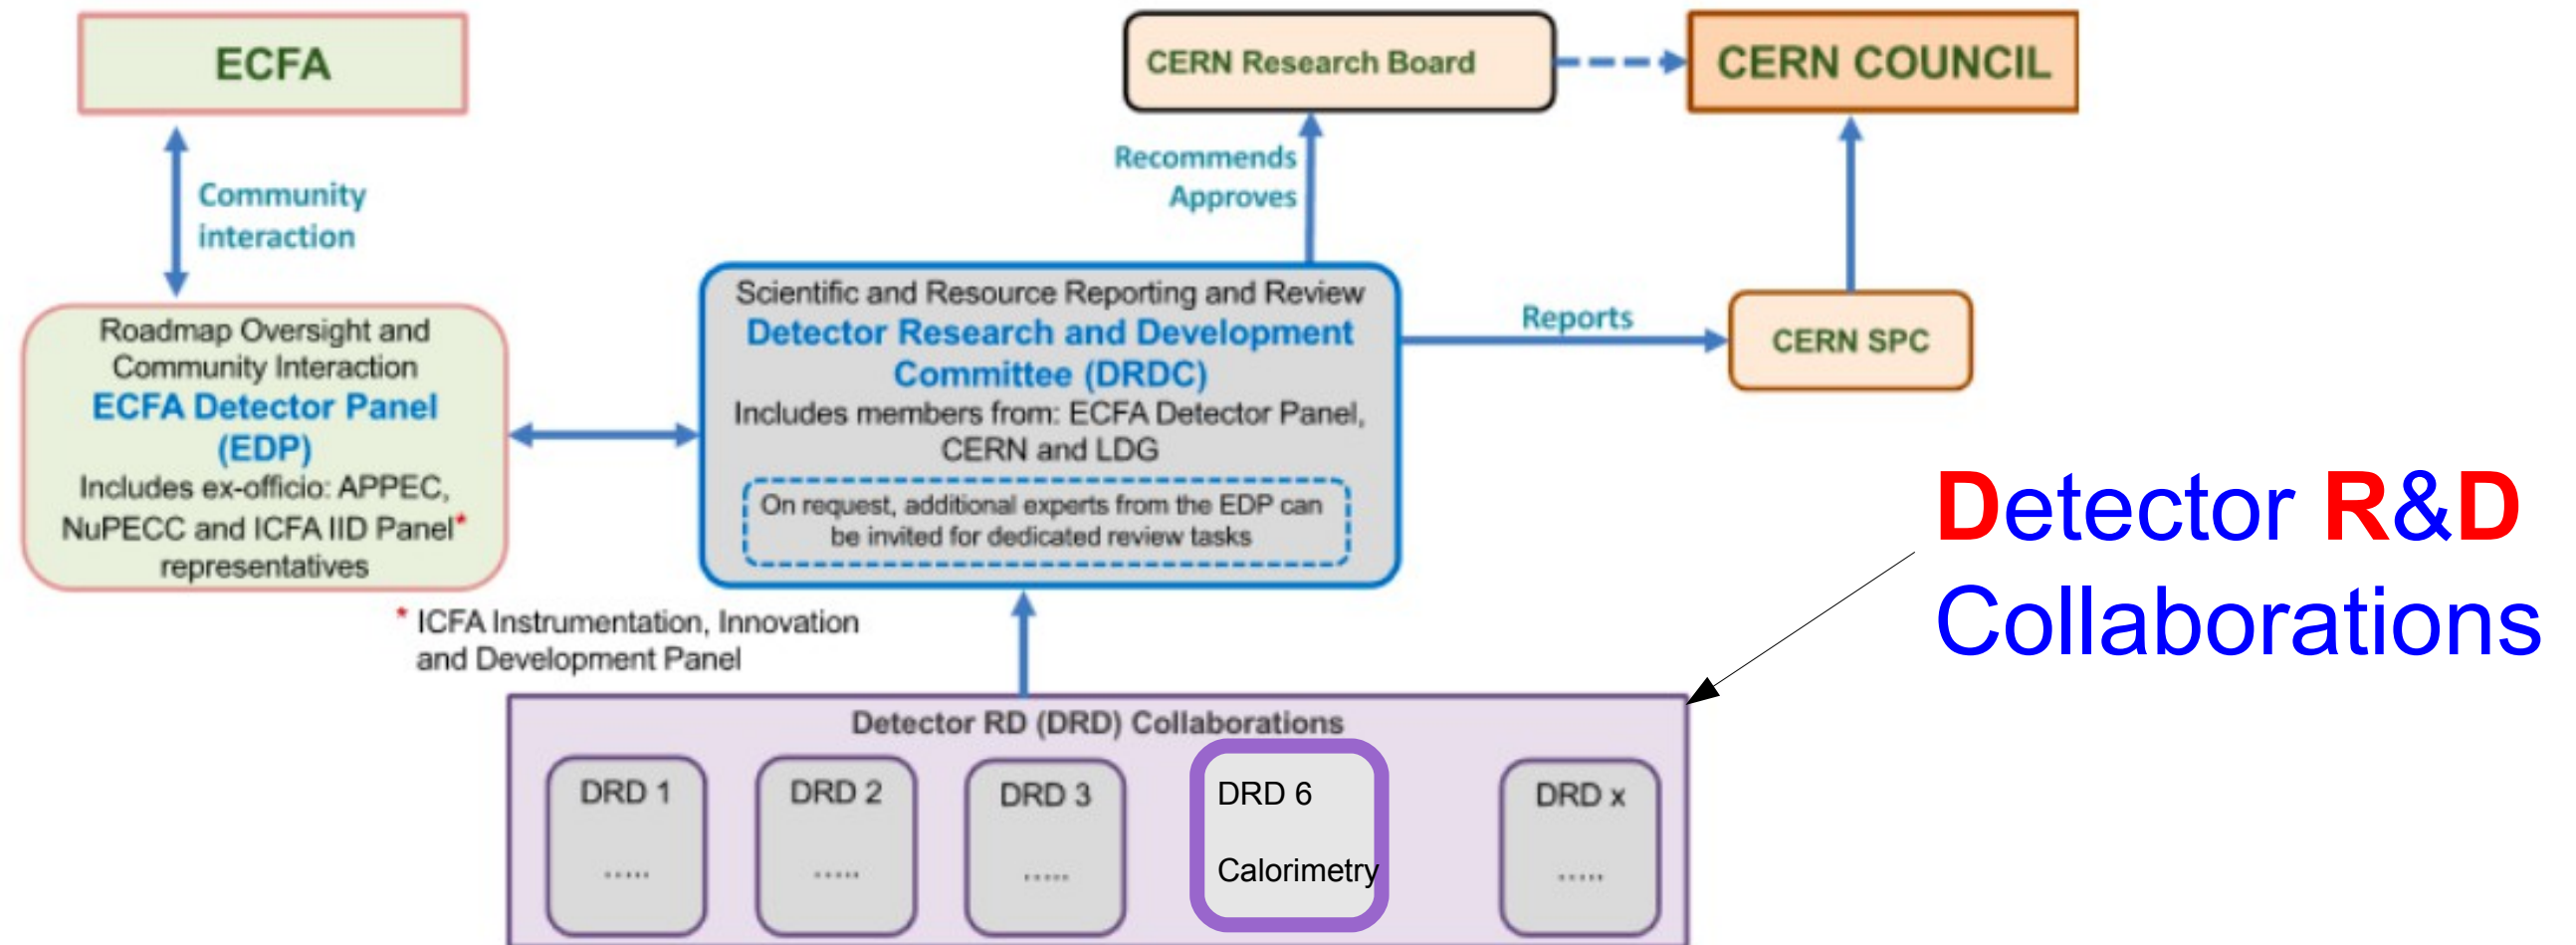 ECFA
CERN Research Board
CERN COUNCIL
Community
interaction
Recommends
Approves
Roadmap Oversight and
Community Interaction
ECFA Detector Panel
(EDP)
Includes ex-officio: APPEC,
NuPECC and ICFA IID Panel*
representatives
Scientific and Resource Reporting and Review
Detector Research and Development
Committee (DRDC)
Includes members from: ECFA Detector Panel,
CERN and LDG
On request, additional experts from the EDP can
be invited for dedicated review tasks
Reports
CERN SPC
Detector R&D
Collaborations
* ICFA Instrumentation, Innovation
and Development Panel
Detector RD (DRD) Collaborations
DRD 1
.....
DRD 2
.....
DRD 3
.....
DRD 6
Calorimetry
DRD x
.....